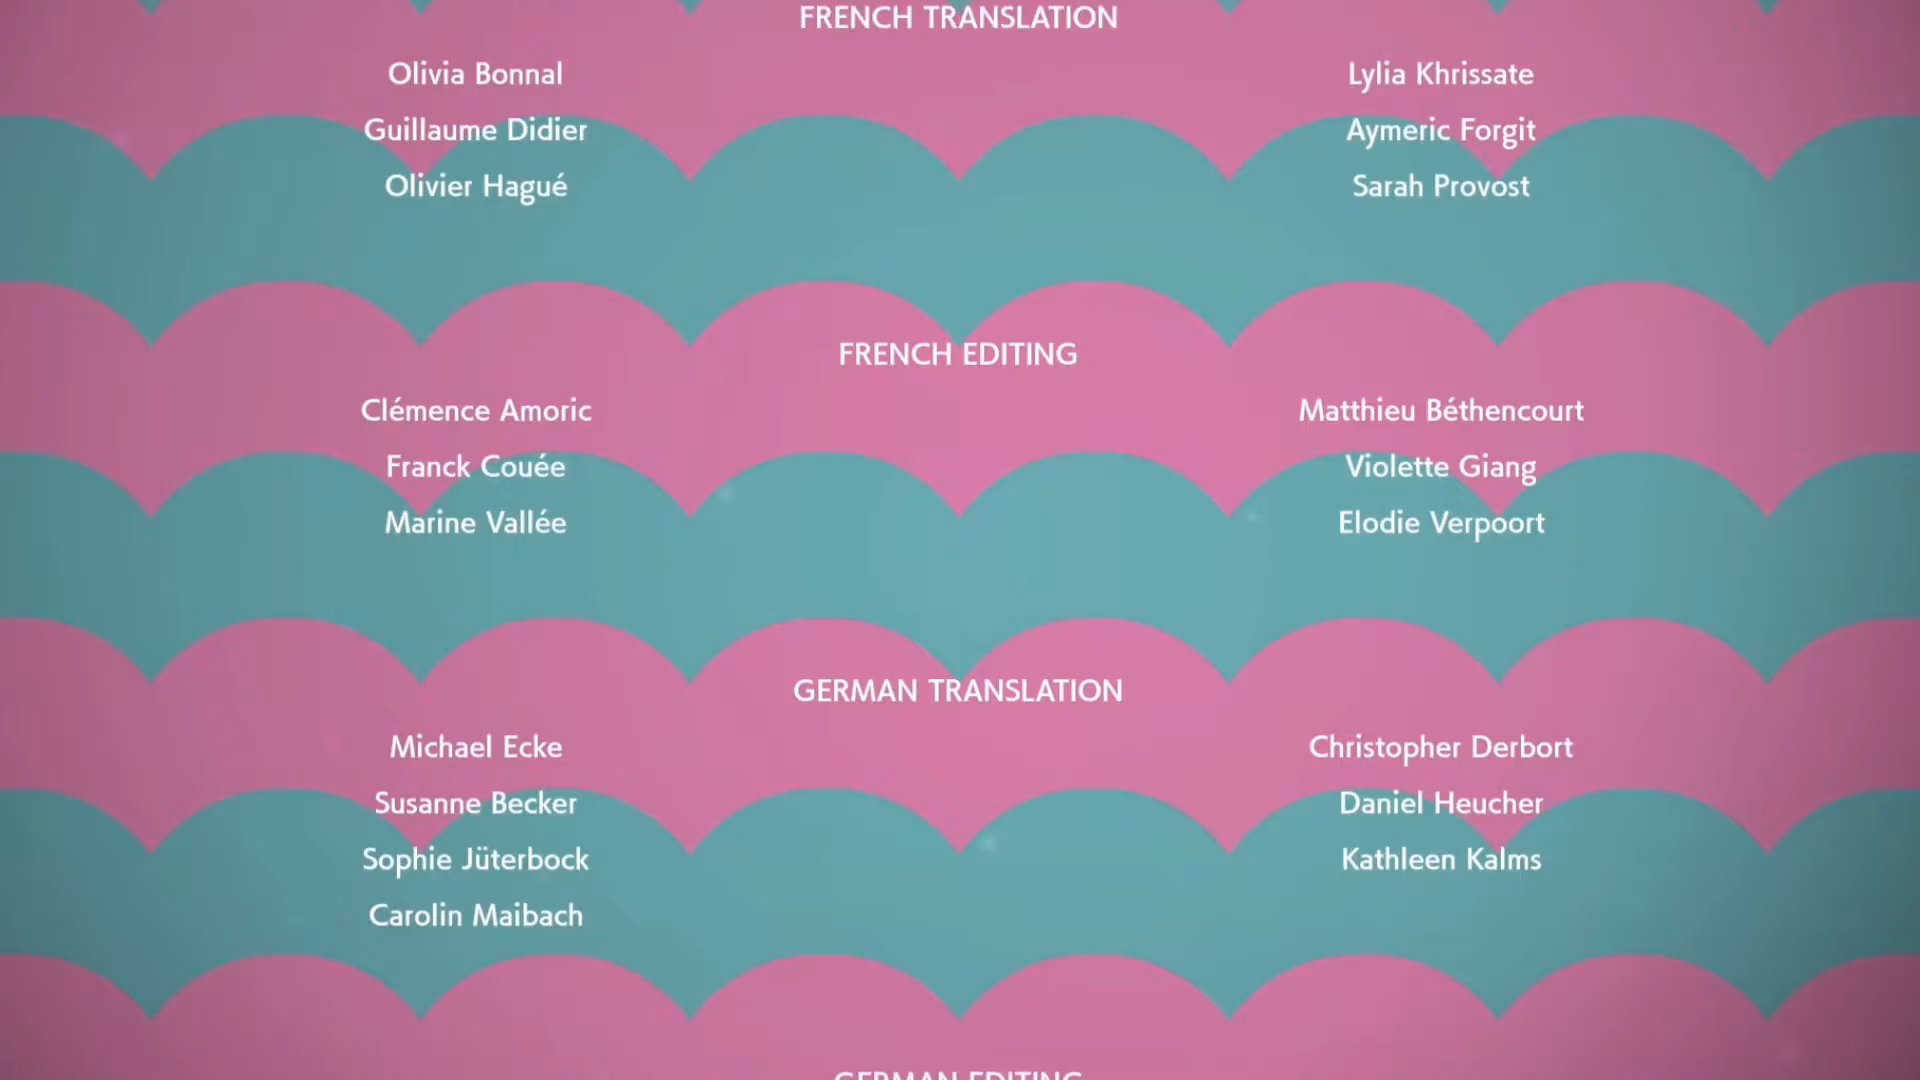 FRENCH TRANSLATION
Olivia Bonnal
Lylia Khrissate
Guillaume Didier
Aymeric Forgit
Olivier Hagué
Sarah Provost
FRENCH EDITING
Clémence Amoric
Matthieu Béthencourt
Franck Couée
Violette Giang
Marine Vallée
Elodie Verpoort
GERMAN TRANSLATION
Michael Ecke
Christopher Derbort
Susanne Becker
Daniel Heucher
Sophie Jüterbock
Kathleen Kalms
Carolin Maibach
GERMAN EDITING